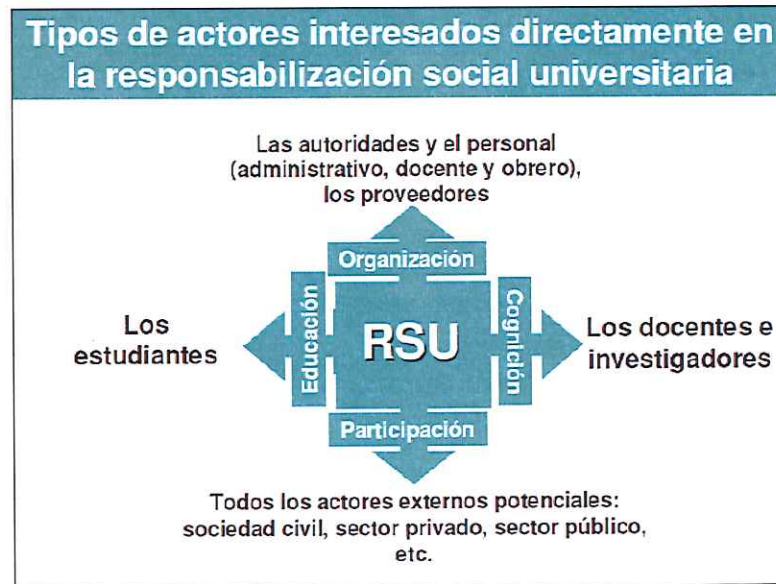 Tipos de actores interesados directamente en
la responsabilización social universitaria
Las autoridades y el personal
(administrativo, docente y obrero),
los proveedores
Organización
Los
estudiantes
Educación
RSU
Cognición
Los docentes e
investigadores
Participación
Todos los actores externos potenciales:
sociedad civil, sector privado, sector público,
etc.